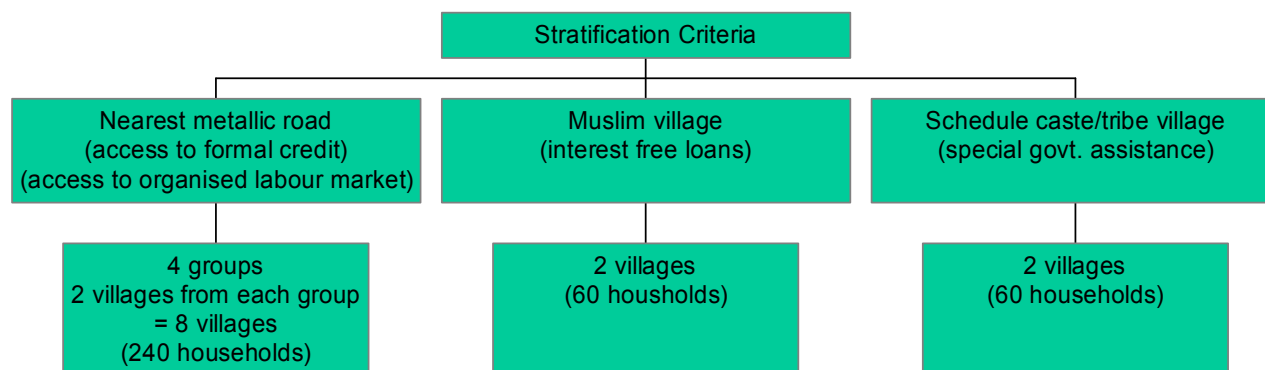 Stratification Criteria
Nearest metallic road
(access to formal credit)
(access to organised labour market)
Muslim village
(interest free loans)
Schedule caste/tribe village
(special govt. assistance)
4 groups
2 villages from each group
= 8 villages
(240 households)
2 villages
(60 housholds)
2 villages
(60 households)